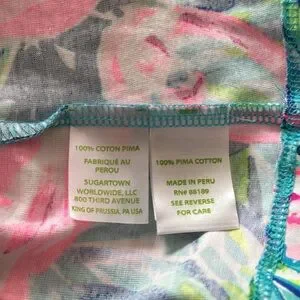 100% COTON PIMA
FABRIQUÉ AU
PEROU
SUGARTOWN
WORLDWIDE, LLC
800 THIRD AVENUE
KING OF PRUSSIA, PA USA
100% PIMA COTTON
MADE IN PERU
RN# 88189
SEE REVERSE
FOR CARE